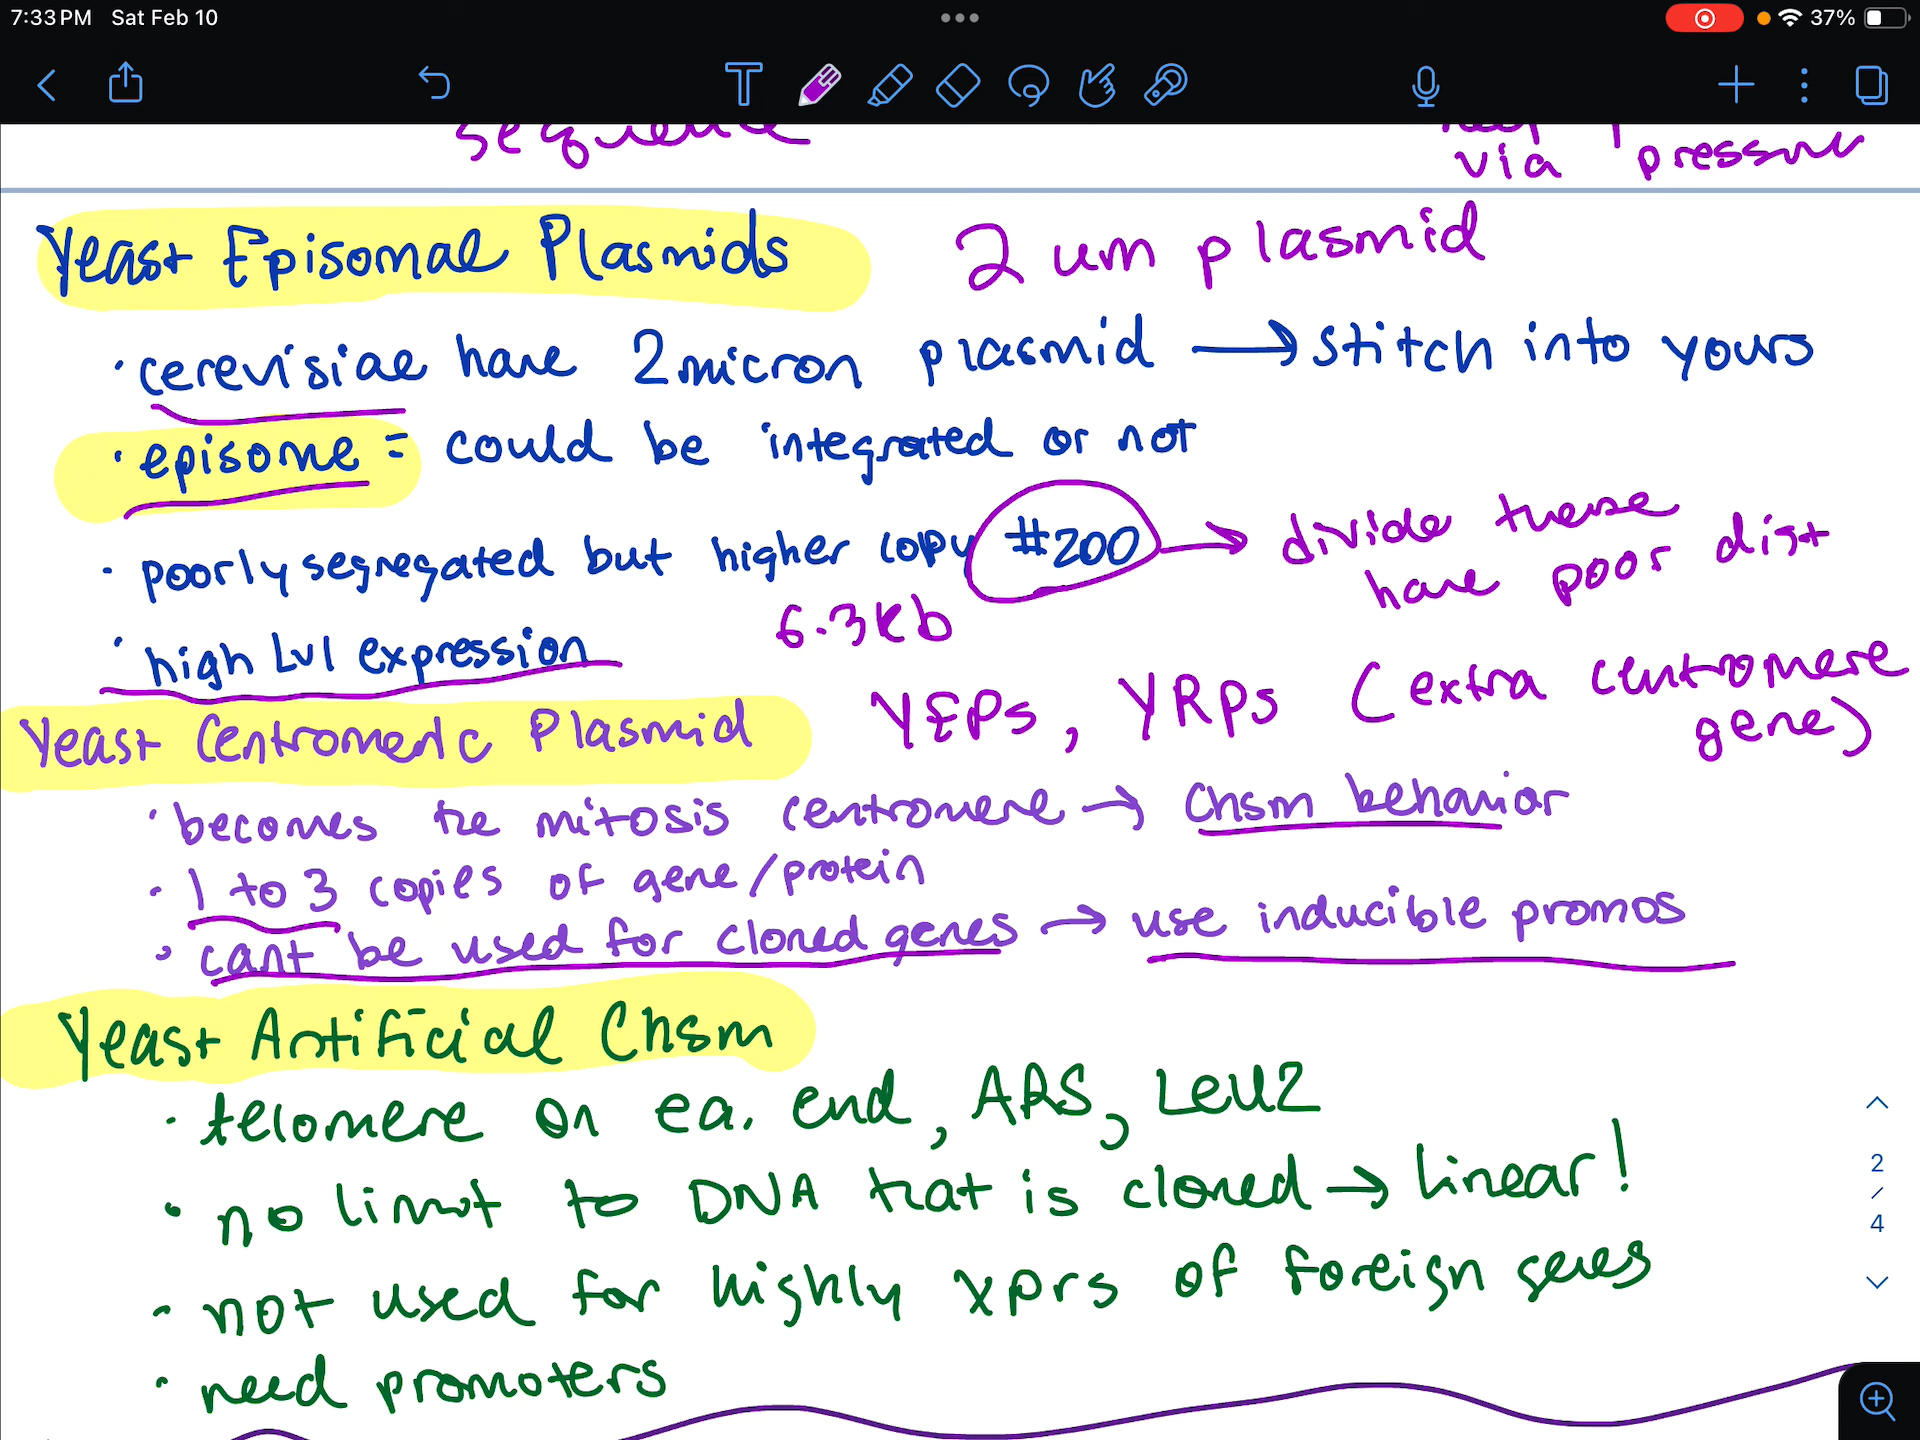 7:33 PM Sat Feb 10
37%
T
sequence
via pressure
Yeast Episomal Plasmids 2 um plasmid
· cerevisiae have 2 micron plasmid → stitch into yours
· episome = could be integrated or not
· poorly segregated but higher copy #200 → divide these have poor dist
6.3kb
· high Lvl expression
Yeast Centromeric Plasmid YEPs, YRPs (extra centromere gene)
· becomes the mitosis centromere → Chsm behavior
· 1 to 3 copies of gene/protein
· cant be used for cloned genes → use inducible promos
Yeast Artificial Chsm
· telomere on ea. end, ARS, Leu2
· no limit to DNA that is cloned → Linear!
· not used for highly xprs of foreign genes
· need promoters
2
/
4